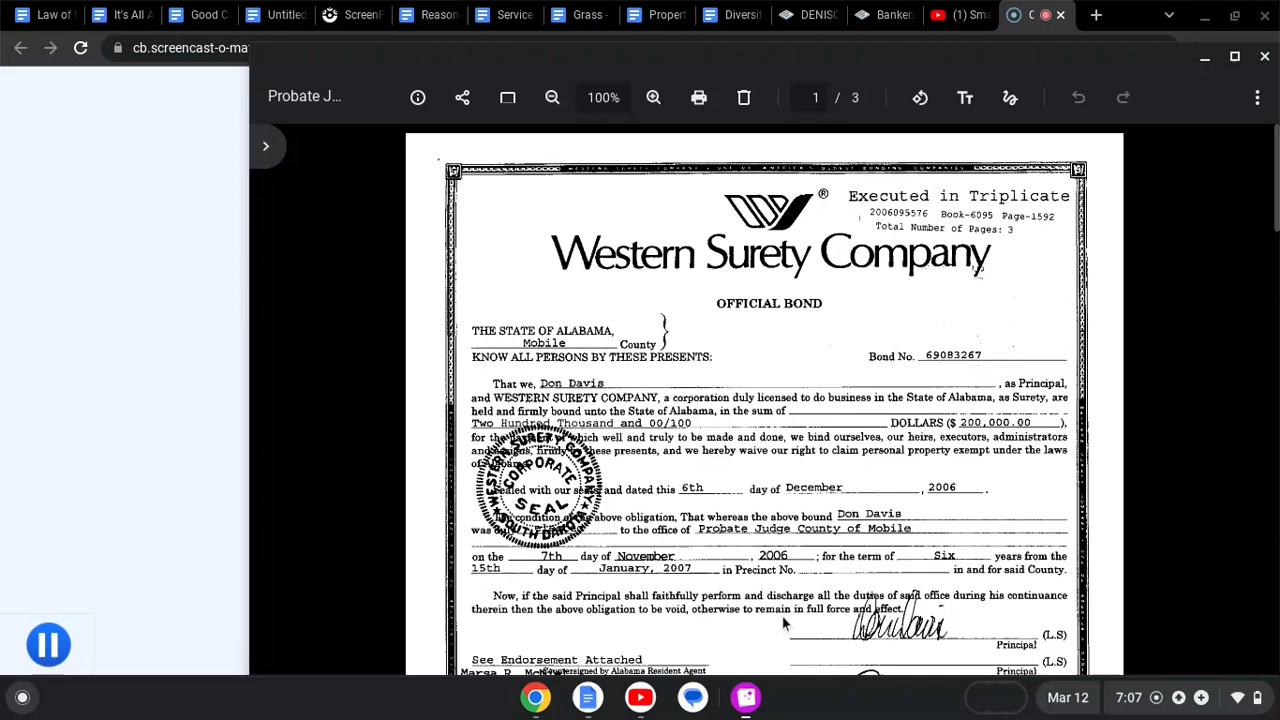 Law of
It's All A
Good C
Untitled
ScreenF
Reason
Service
Grass -
Propert
Diversit
DENISC
Banker
(1) Sma
C
cb.screencast-o-ma
Probate J...
100%
1 / 3
Executed in Triplicate
2006095576 Book-6095 Page-1592
Total Number of Pages: 3
®
Western Surety Company
OFFICIAL BOND
THE STATE OF ALABAMA,
Mobile County
KNOW ALL PERSONS BY THESE PRESENTS: Bond No. 69083267
That we, Don Davis, as Principal,
and WESTERN SURETY COMPANY, a corporation duly licensed to do business in the State of Alabama, as Surety, are
held and firmly bound unto the State of Alabama, in the sum of
Two Hundred Thousand and 00/100 DOLLARS ($ 200,000.00),
for the which well and truly to be made and done, we bind ourselves, our heirs, executors, administrators
and firmly these presents, and we hereby waive our right to claim personal property exempt under the laws
of
WESTERN SURETY COMPANY
CORPORATE
SEAL
SOUTH DAKOTA
Sealed with our and dated this 6th day of December, 2006.
condition of above obligation, That whereas the above bound Don Davis
was to the office of Probate Judge County of Mobile
on the 7th day of November, 2006; for the term of Six years from the
15th day of January, 2007 in Precinct No. in and for said County.
Now, if the said Principal shall faithfully perform and discharge all the duties of said office during his continuance
therein then the above obligation to be void, otherwise to remain in full force and effect.
(L.S)
Principal
See Endorsement Attached (L.S)
Countersigned by Alabama Resident Agent Principal
Marsa R.
Mar 12 7:07